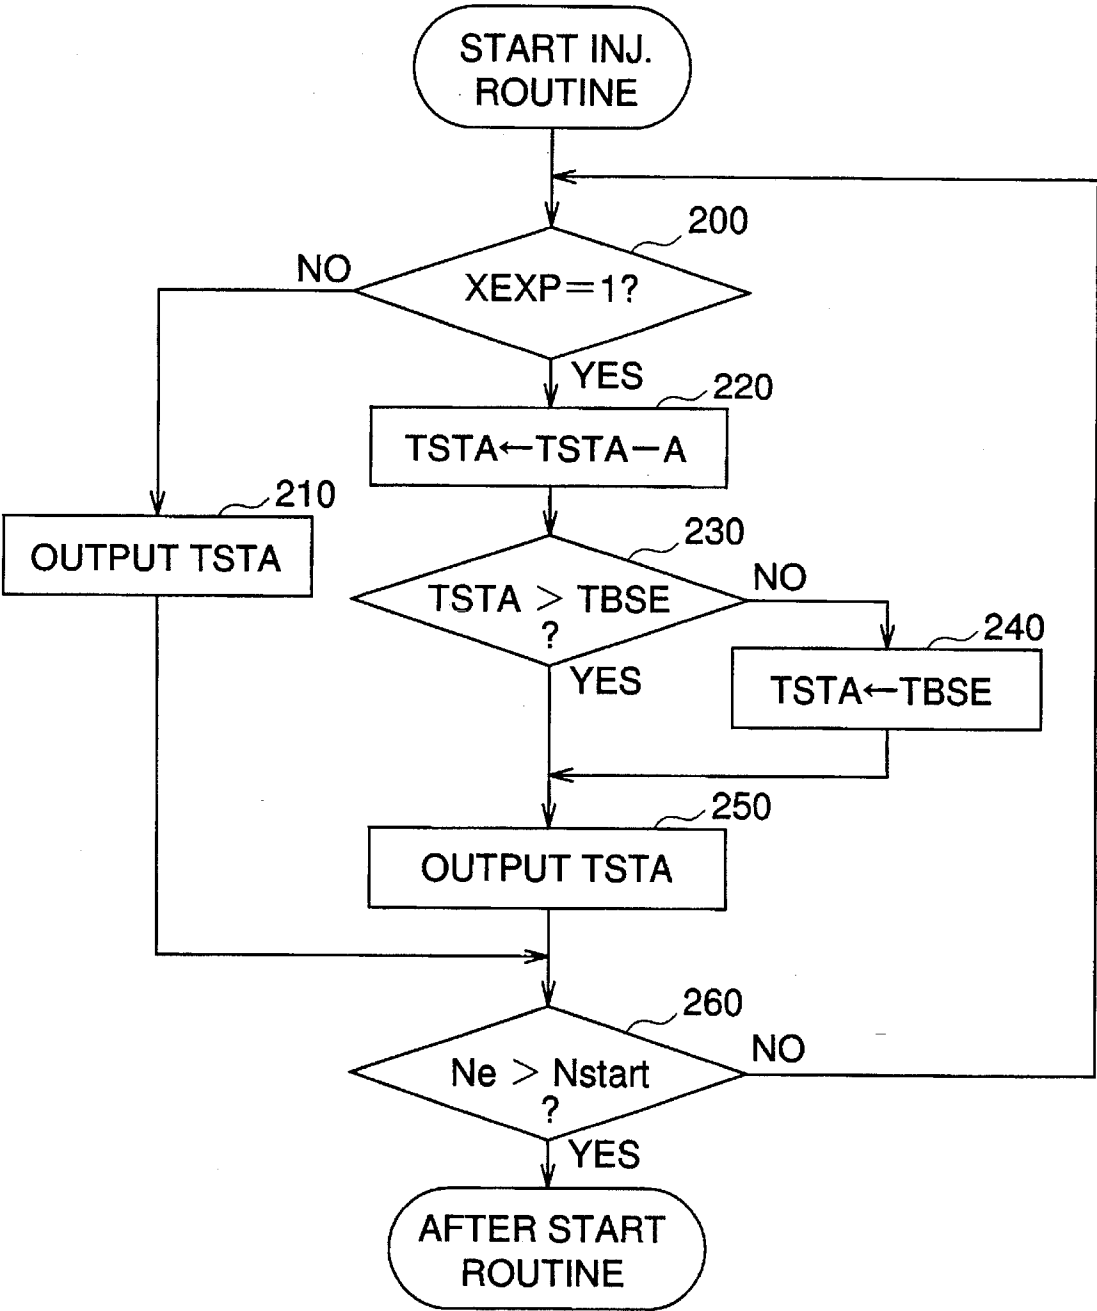 START INJ.
ROUTINE
200
NO
XEXP=1?
YES
220
TSTA←TSTA−A
210
OUTPUT TSTA
230
TSTA > TBSE
?
NO
YES
240
TSTA←TBSE
250
OUTPUT TSTA
260
Ne > Nstart
?
NO
YES
AFTER START
ROUTINE